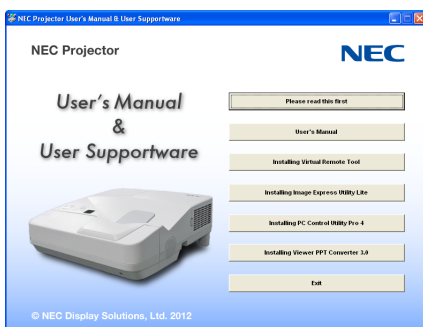 NEC Projector User's Manual & User Supportware
NEC Projector
NEC
User's Manual
&
User Supportware
Please read this first
User's Manual
Installing Virtual Remote Tool
Installing Image Express Utility Lite
Installing PC Control Utility Pro 4
Installing Viewer PPT Converter 3.0
Exit
© NEC Display Solutions, Ltd. 2012